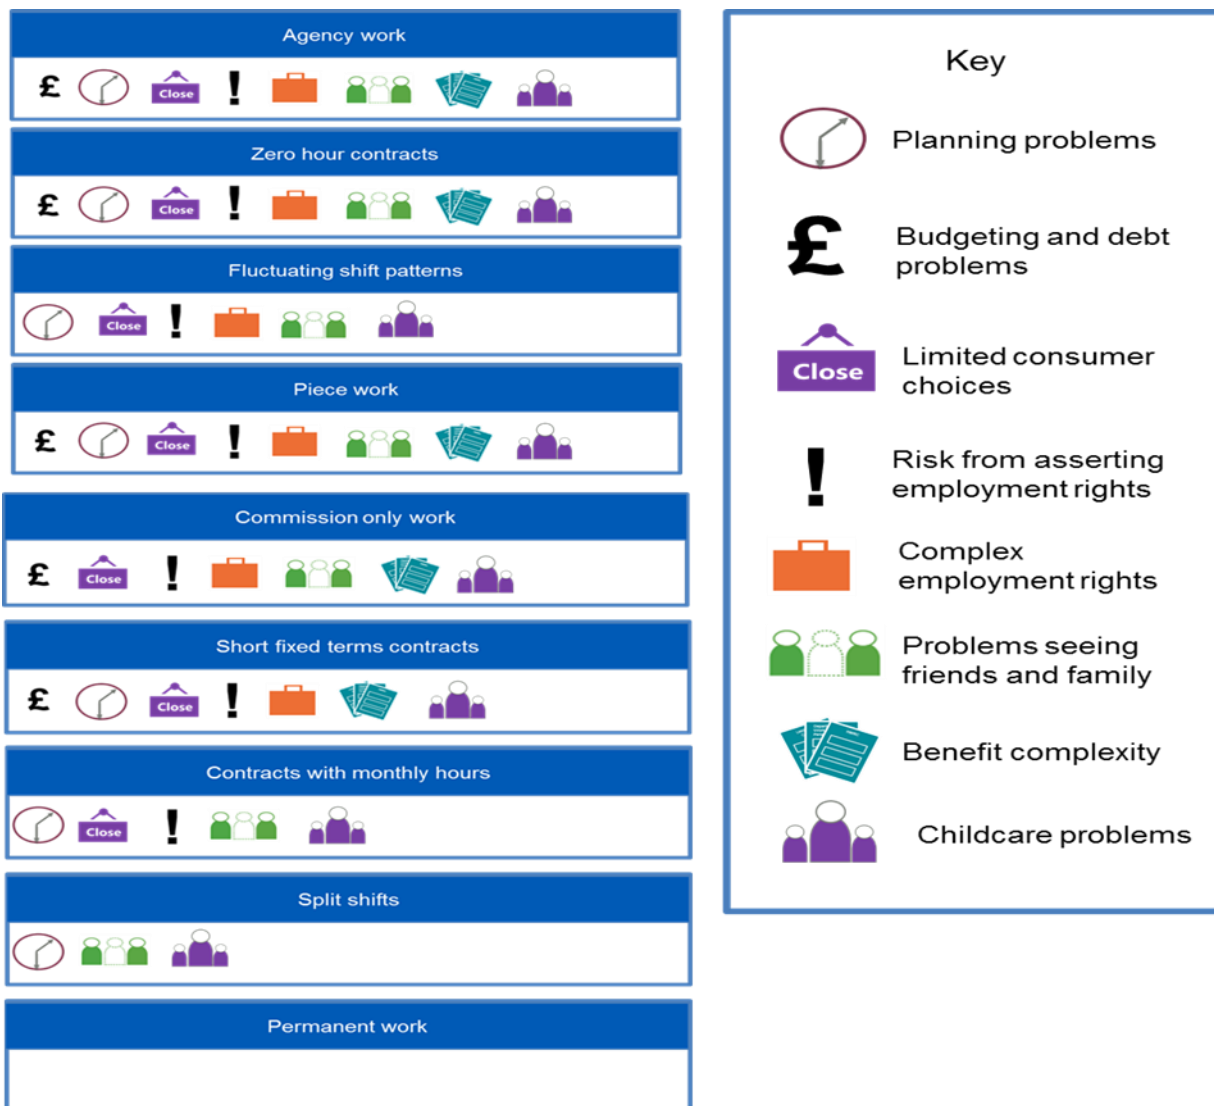 Agency work
£ Close !
Zero hour contracts
£ Close !
Fluctuating shift patterns
Close !
Piece work
£ Close !
Commission only work
£ Close !
Short fixed terms contracts
£ Close !
Contracts with monthly hours
Close !
Split shifts
Permanent work
Key
Planning problems
£
Budgeting and debt
problems
Close
Limited consumer
choices
!
Risk from asserting
employment rights
Complex
employment rights
Problems seeing
friends and family
Benefit complexity
Childcare problems